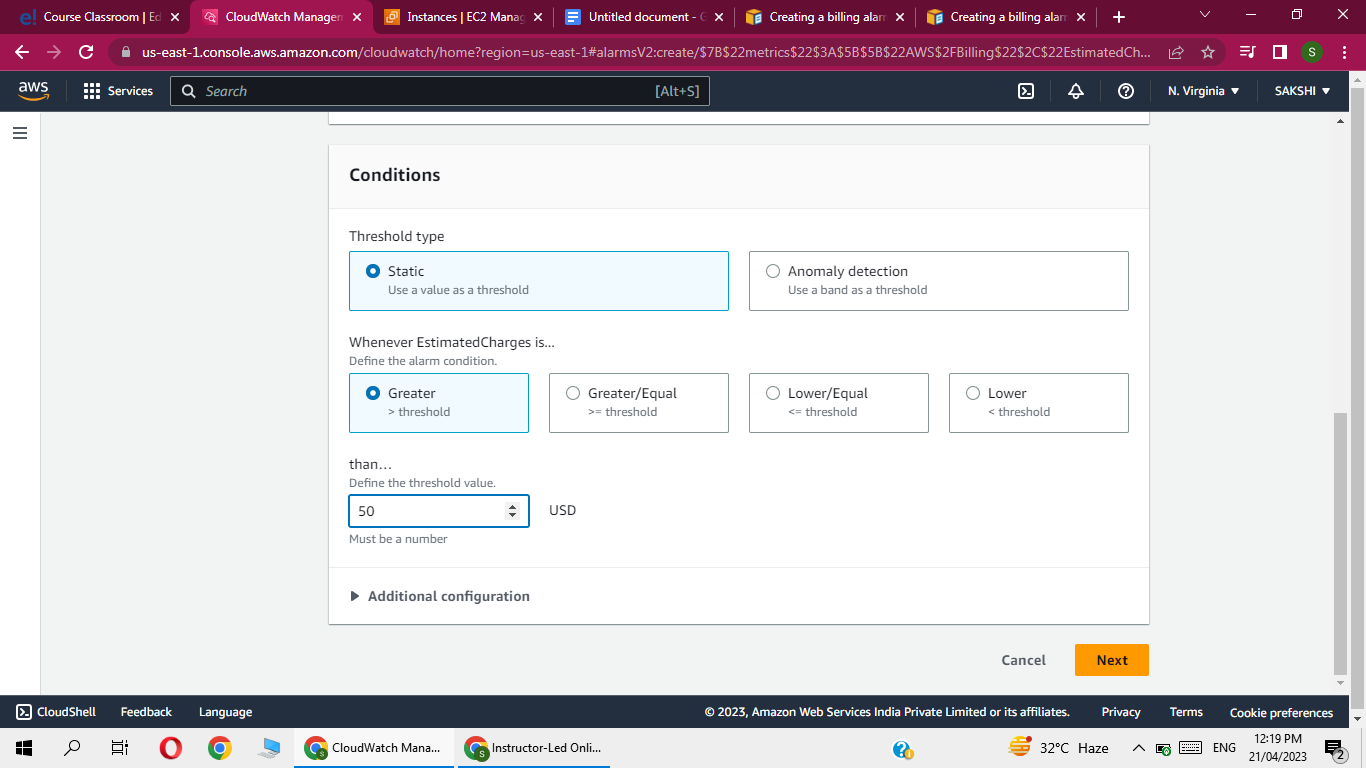 Course Classroom | Ed
CloudWatch Managem
Instances | EC2 Manag
Untitled document - G
Creating a billing alarm
Creating a billing alarm
us-east-1.console.aws.amazon.com/cloudwatch/home?region=us-east-1#alarmsV2:create/$7B$22metrics$22$3A$5B$5B$22AWS$2FBilling$22$2C$22EstimatedCh...
S
aws
Services
Search
[Alt+S]
N. Virginia
SAKSHI
Conditions
Threshold type
Static
Use a value as a threshold
Anomaly detection
Use a band as a threshold
Whenever EstimatedCharges is...
Define the alarm condition.
Greater
> threshold
Greater/Equal
>= threshold
Lower/Equal
<= threshold
Lower
< threshold
than...
Define the threshold value.
50
USD
Must be a number
Additional configuration
Cancel
Next
CloudShell
Feedback
Language
© 2023, Amazon Web Services India Private Limited or its affiliates.
Privacy
Terms
Cookie preferences
CloudWatch Mana...
Instructor-Led Onli...
32°C Haze
ENG
12:19 PM
21/04/2023
2